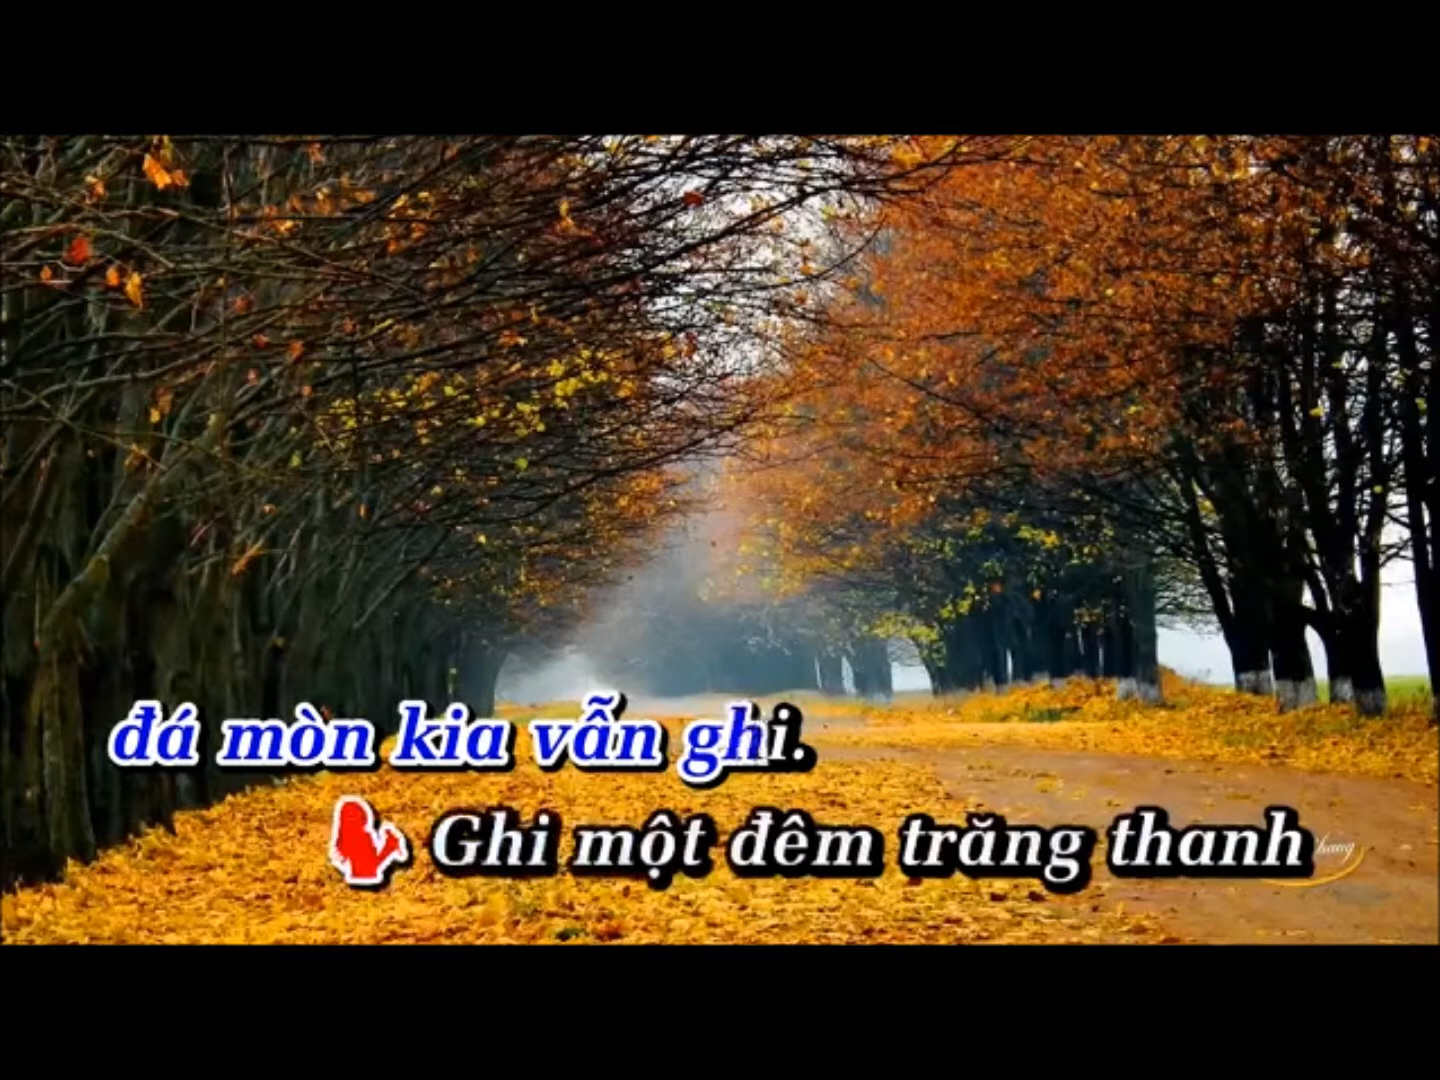 đá mòn kia vẫn ghi.
Ghi một đêm trăng thanh